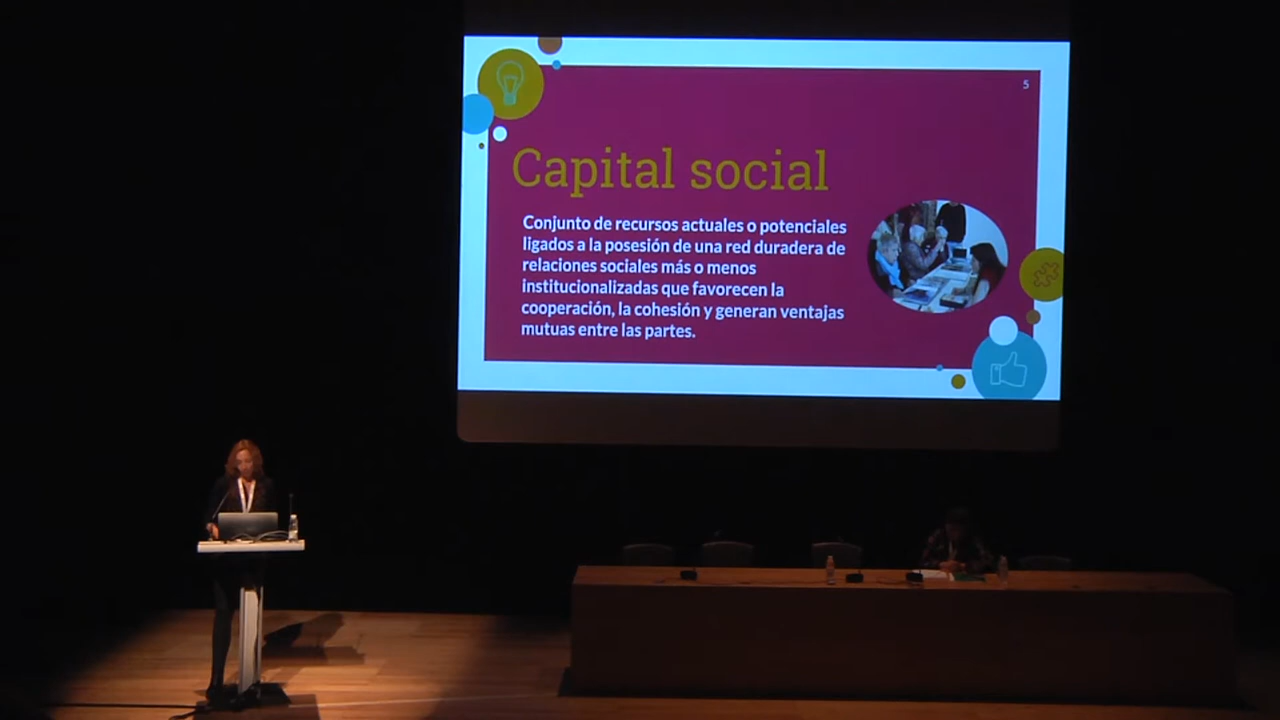 5
Capital social
Conjunto de recursos actuales o potenciales
ligados a la posesión de una red duradera de
relaciones sociales más o menos
institucionalizadas que favorecen la
cooperación, la cohesión y generan ventajas
mutuas entre las partes.